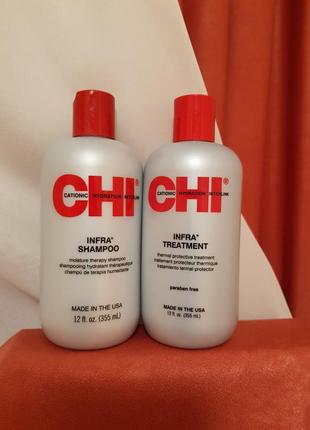 CHI
CATIONIC HYDRATION INTERLINK
INFRA®
SHAMPOO
moisture therapy shampoo
shampooing hydratant thérapeutique
champú de terapia humectante
MADE IN THE USA
12 fl. oz. (355 mL)
CHI
CATIONIC HYDRATION INTERLINK
INFRA®
TREATMENT
thermal protective treatment
traitement protecteur thermique
tratamiento termal protector
paraben free
MADE IN THE USA
12 fl. oz. (355 mL)